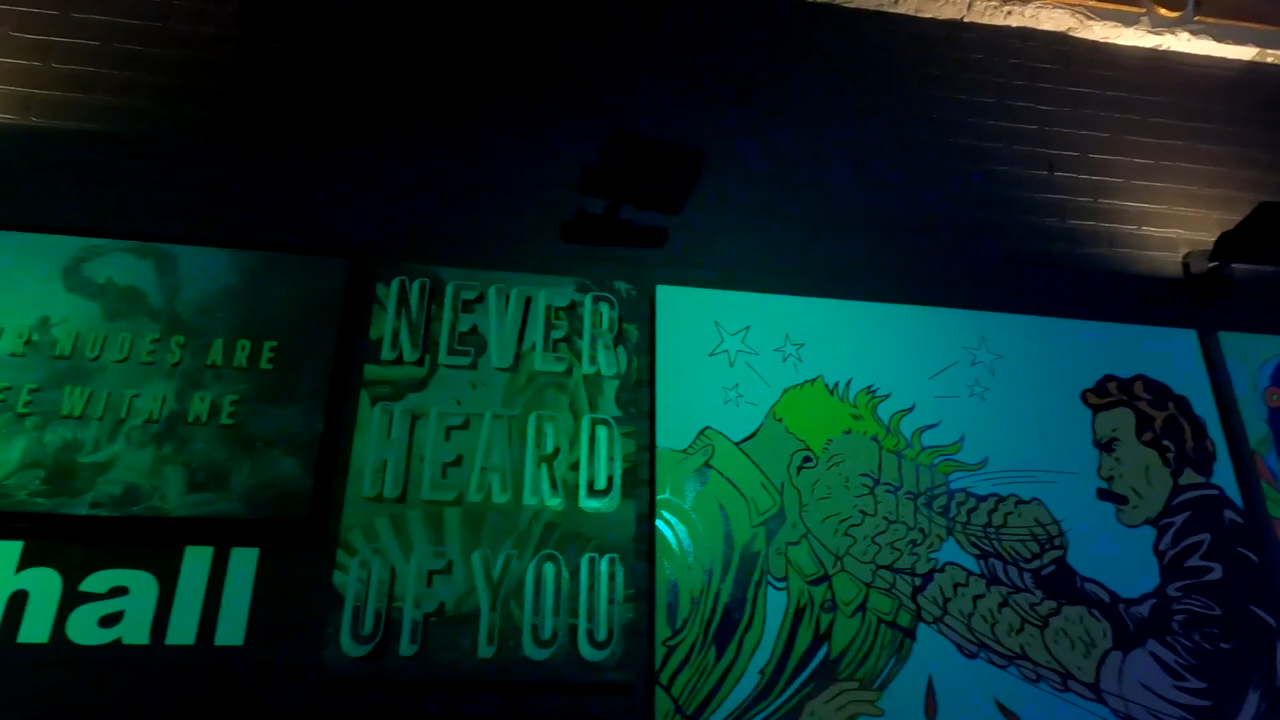 NUDES ARE
WITH ME
hall
NEVER
HEARD
OF YOU